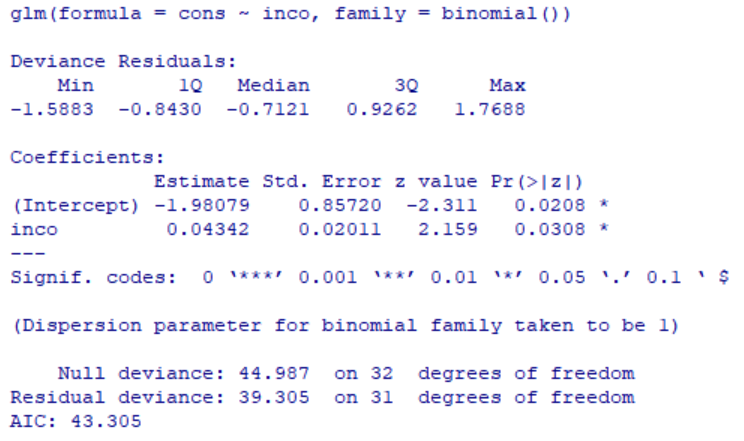 glm(formula = cons ~ inco, family = binomial())
Deviance Residuals:
Min 1Q Median 3Q Max
-1.5883 -0.8430 -0.7121 0.9262 1.7688
Coefficients:
Estimate Std. Error z value Pr(>|z|)
(Intercept) -1.98079 0.85720 -2.311 0.0208 *
inco 0.04342 0.02011 2.159 0.0308 *
---
Signif. codes: 0 ‘***’ 0.001 ‘**’ 0.01 ‘*’ 0.05 ‘.’ 0.1 ‘ $
(Dispersion parameter for binomial family taken to be 1)
Null deviance: 44.987 on 32 degrees of freedom
Residual deviance: 39.305 on 31 degrees of freedom
AIC: 43.305